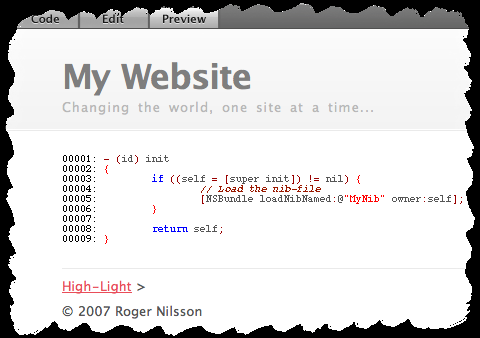 Code Edit Preview
My Website
Changing the world, one site at a time...
00001: - (id) init
00002: {
00003: if ((self = [super init]) != nil) {
00004: // Load the nib-file
00005: [NSBundle loadNibNamed:@"MyNib" owner:self];
00006: }
00007:
00008: return self;
00009: }
High-Light >
© 2007 Roger Nilsson